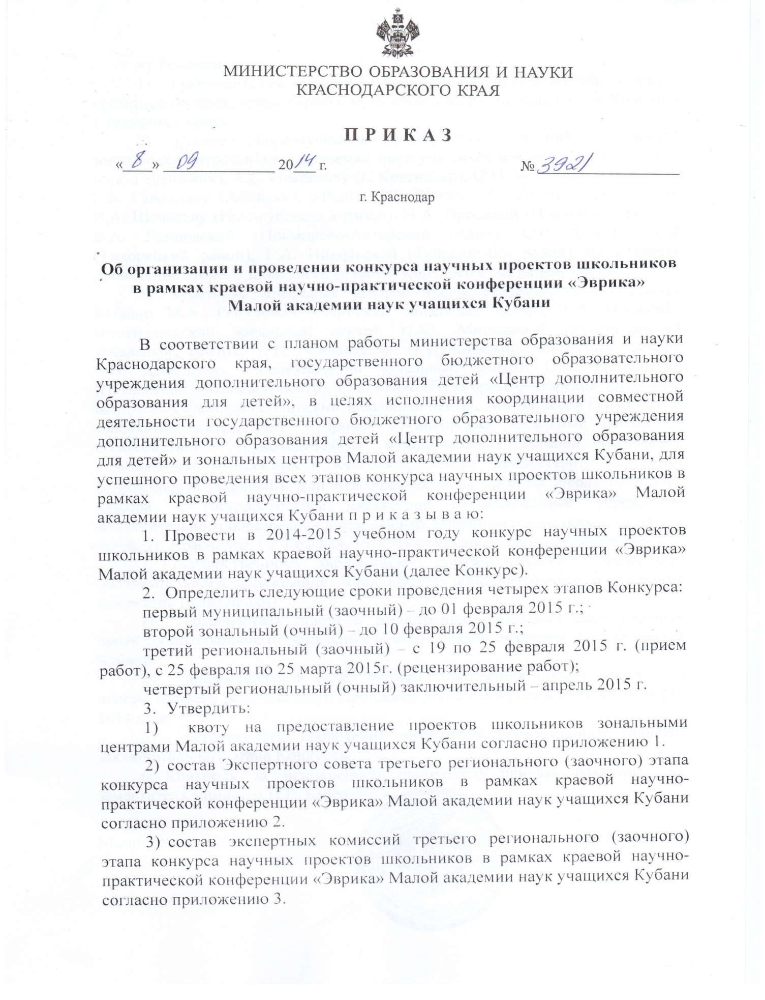 МИНИСТЕРСТВО ОБРАЗОВАНИЯ И НАУКИ
КРАСНОДАРСКОГО КРАЯ
ПРИКАЗ
« 8 » 09 2014 г. № 3921
г. Краснодар
Об организации и проведении конкурса научных проектов школьников
в рамках краевой научно-практической конференции «Эврика»
Малой академии наук учащихся Кубани
В соответствии с планом работы министерства образования и науки
Краснодарского края, государственного бюджетного образовательного
учреждения дополнительного образования детей «Центр дополнительного
образования для детей», в целях исполнения координации совместной
деятельности государственного бюджетного образовательного учреждения
дополнительного образования детей «Центр дополнительного образования
для детей» и зональных центров Малой академии наук учащихся Кубани, для
успешного проведения всех этапов конкурса научных проектов школьников в
рамках краевой научно-практической конференции «Эврика» Малой
академии наук учащихся Кубани п р и к а з ы в а ю:
1. Провести в 2014-2015 учебном году конкурс научных проектов
школьников в рамках краевой научно-практической конференции «Эврика»
Малой академии наук учащихся Кубани (далее Конкурс).
2. Определить следующие сроки проведения четырех этапов Конкурса:
первый муниципальный (заочный) – до 01 февраля 2015 г.;
второй зональный (очный) – до 10 февраля 2015 г.;
третий региональный (заочный) – с 19 по 25 февраля 2015 г. (прием
работ), с 25 февраля по 25 марта 2015г. (рецензирование работ);
четвертый региональный (очный) заключительный – апрель 2015 г.
3. Утвердить:
1) квоту на предоставление проектов школьников зональными
центрами Малой академии наук учащихся Кубани согласно приложению 1.
2) состав Экспертного совета третьего регионального (заочного) этапа
конкурса научных проектов школьников в рамках краевой научно-
практической конференции «Эврика» Малой академии наук учащихся Кубани
согласно приложению 2.
3) состав экспертных комиссий третьего регионального (заочного)
этапа конкурса научных проектов школьников в рамках краевой научно-
практической конференции «Эврика» Малой академии наук учащихся Кубани
согласно приложению 3.